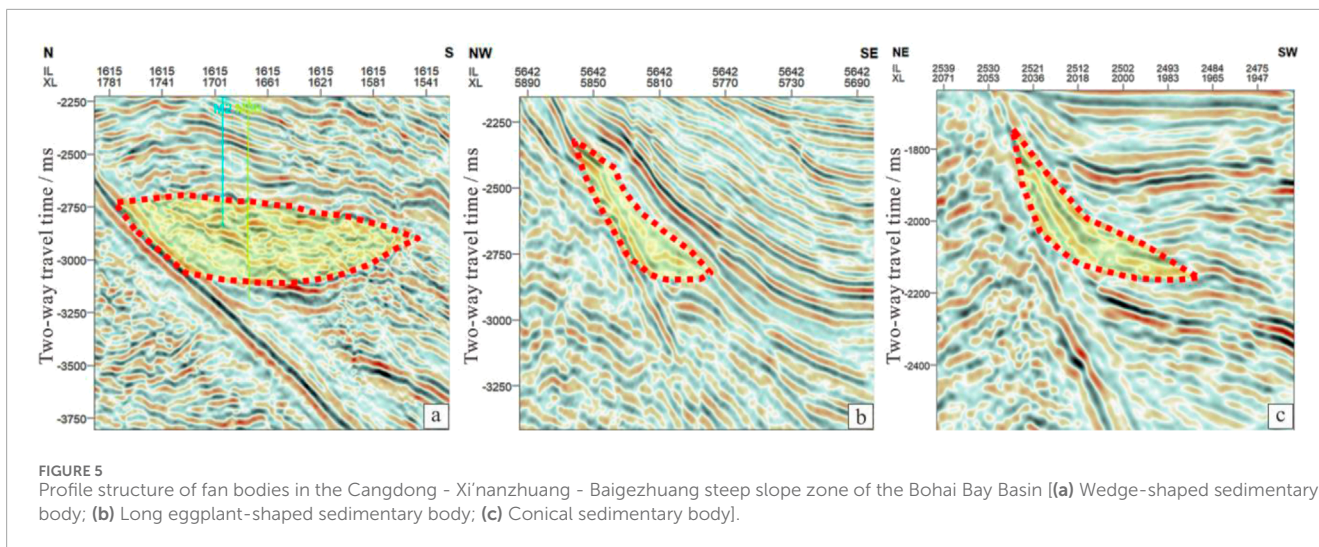 N S
IL 1615 1615 1615 1615 1615 1615 1615
XL 1781 1741 1701 1661 1621 1581 1541
-2250
-2500
-2750
-3000
-3250
-3500
-3750
Two-way travel time / ms
a
NW SE
IL 5642 5642 5642 5642 5642 5642
XL 5890 5850 5810 5770 5730 5690
-2250
-2500
-2750
-3000
-3250
Two-way travel time / ms
b
NE SW
IL 2539 2530 2521 2512 2502 2493 2484 2475
XL 2071 2053 2036 2018 2000 1983 1965 1947
-1800
-2000
-2200
-2400
Two-way travel time / ms
c
FIGURE 5
Profile structure of fan bodies in the Cangdong - Xi'nanzhuang - Baigezhuang steep slope zone of the Bohai Bay Basin [(a) Wedge-shaped sedimentary
body; (b) Long eggplant-shaped sedimentary body; (c) Conical sedimentary body].